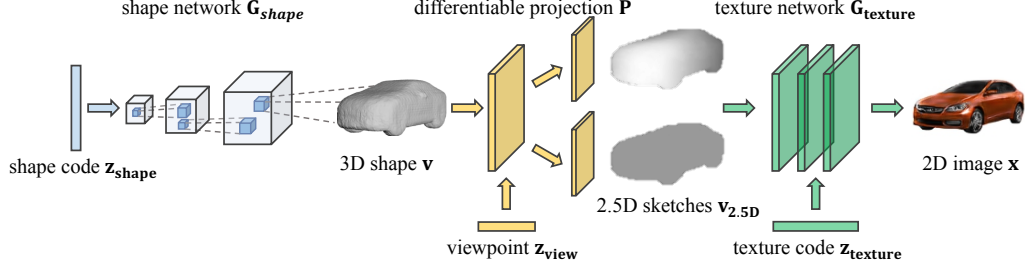 shape network G_shape
differentiable projection P
texture network G_texture
shape code z_shape
3D shape v
2.5D sketches v_2.5D
2D image x
viewpoint z_view
texture code z_texture